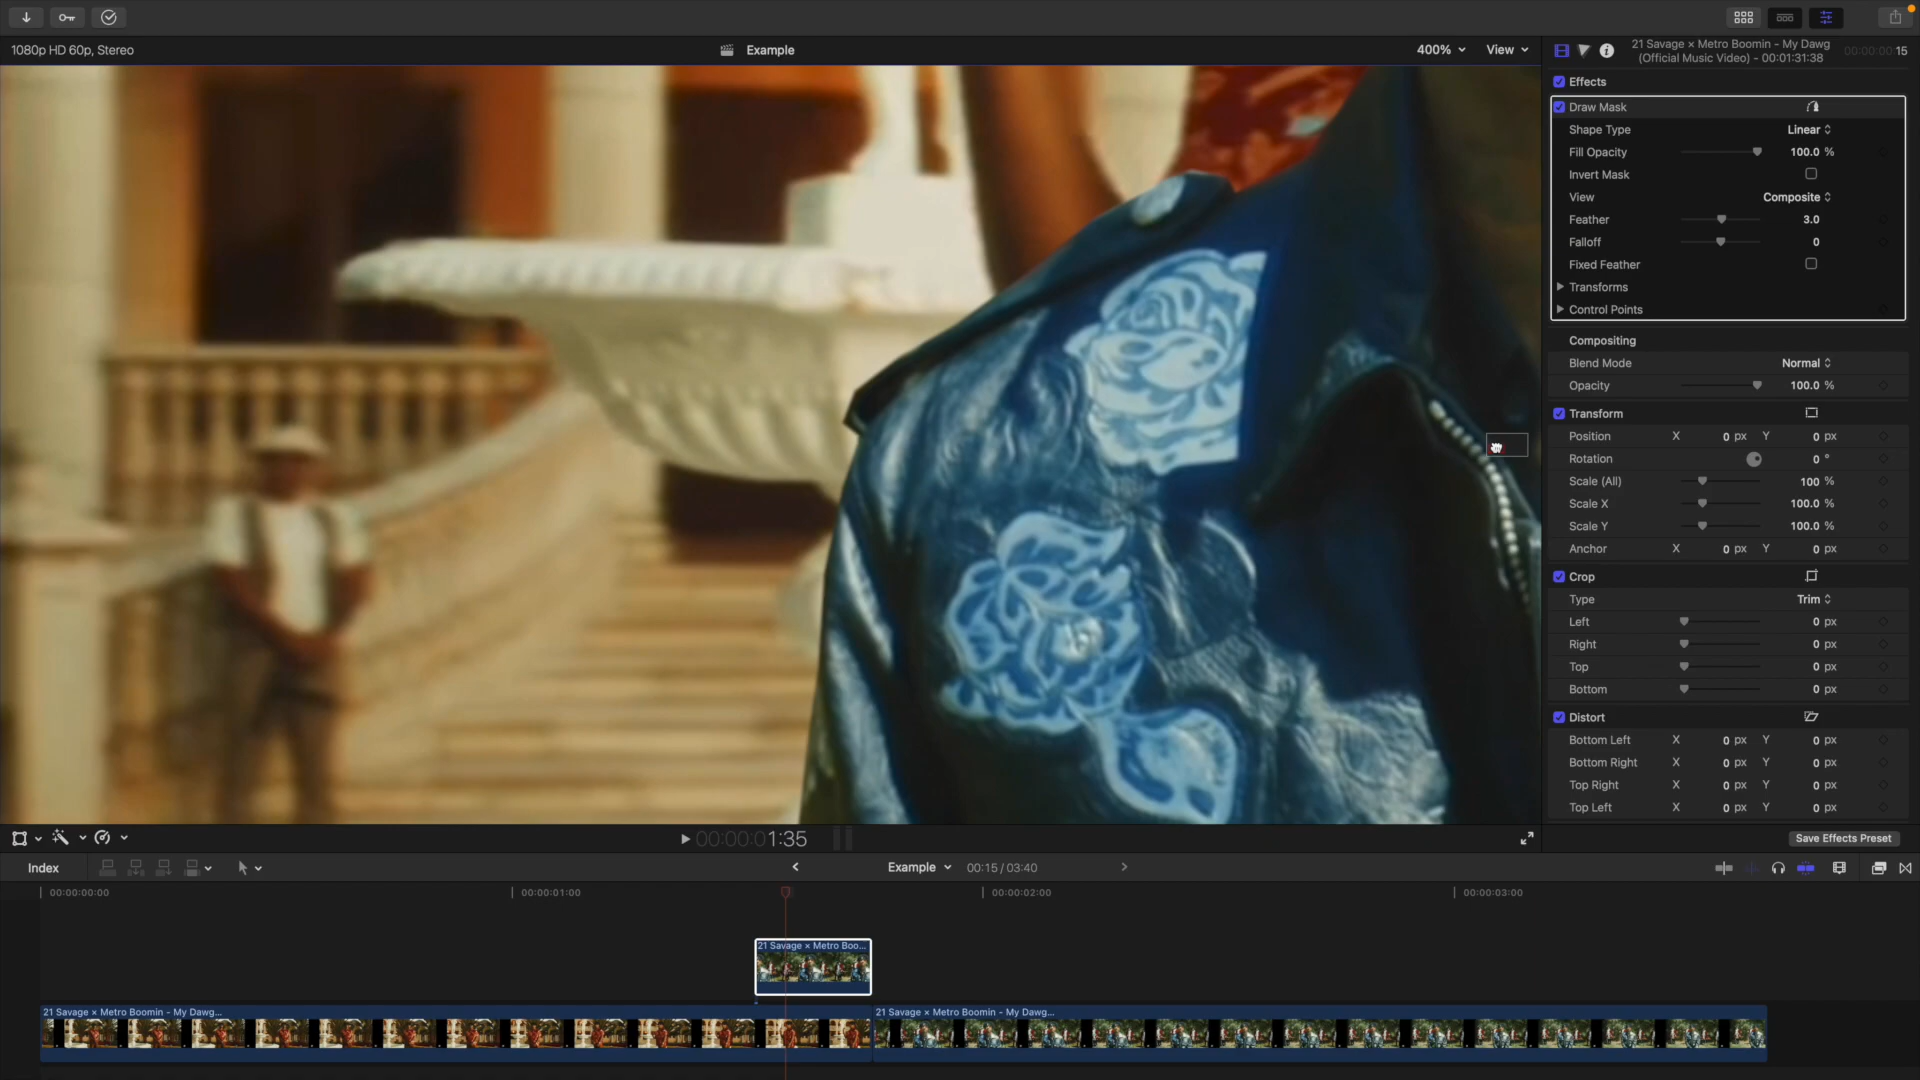 1080p HD 60p, Stereo
Example
400%
View
21 Savage × Metro Boomin - My Dawg
(Official Music Video) - 00:01:31:38
00:00:00:00:15
Effects
Draw Mask
Shape Type
Linear
Fill Opacity
100.0 %
Invert Mask
View
Composite
Feather
3.0
Falloff
0
Fixed Feather
Transforms
Control Points
Compositing
Blend Mode
Normal
Opacity
100.0 %
Transform
Position X 0 px Y 0 px
Rotation
0 °
Scale (All)
100 %
Scale X
100.0 %
Scale Y
100.0 %
Anchor X 0 px Y 0 px
Crop
Type
Trim
Left
0 px
Right
0 px
Top
0 px
Bottom
0 px
Distort
Bottom Left X 0 px Y 0 px
Bottom Right X 0 px Y 0 px
Top Right X 0 px Y 0 px
Top Left X 0 px Y 0 px
00:00:01:35
Save Effects Preset
Index
Example
00:15 / 03:40
00:00:00:00
00:00:01:00
00:00:02:00
00:00:03:00
21 Savage × Metro Boo...
21 Savage × Metro Boomin - My Dawg...
21 Savage × Metro Boomin - My Dawg...